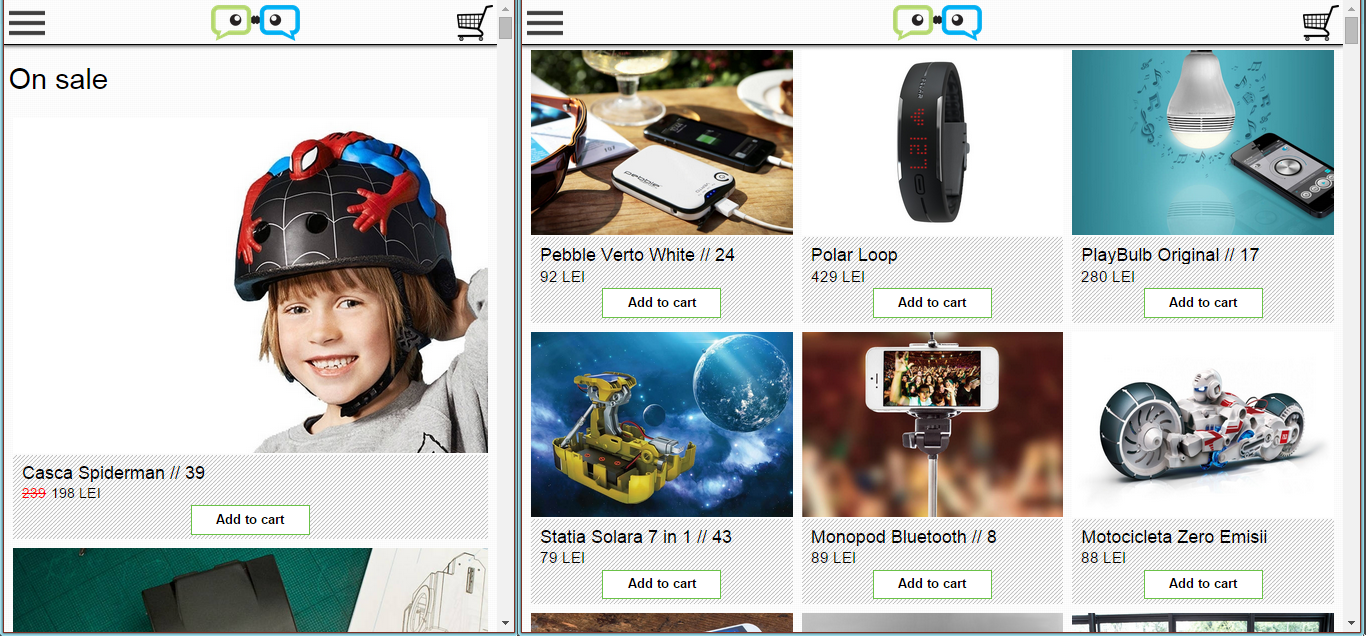 On sale
Casca Spiderman // 39
239 198 LEI
Add to cart
pebble
Pebble Verto White // 24
92 LEI
Add to cart
Polar Loop
429 LEI
Add to cart
PlayBulb Original // 17
280 LEI
Add to cart
Statia Solara 7 in 1 // 43
79 LEI
Add to cart
Monopod Bluetooth // 8
89 LEI
Add to cart
Motocicleta Zero Emisii
88 LEI
Add to cart